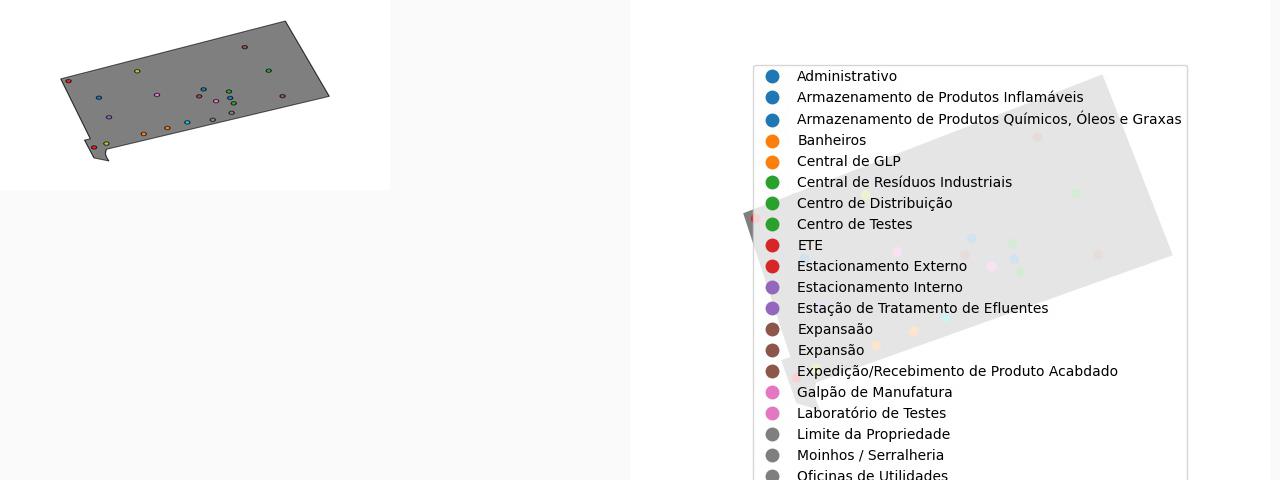 Administrativo
Armazenamento de Produtos Inflamáveis
Armazenamento de Produtos Químicos, Óleos e Graxas
Banheiros
Central de GLP
Central de Resíduos Industriais
Centro de Distribuição
Centro de Testes
ETE
Estacionamento Externo
Estacionamento Interno
Estação de Tratamento de Efluentes
Expansaão
Expansão
Expedição/Recebimento de Produto Acabdado
Galpão de Manufatura
Laboratório de Testes
Limite da Propriedade
Moinhos / Serralheria
Oficinas de Utilidades